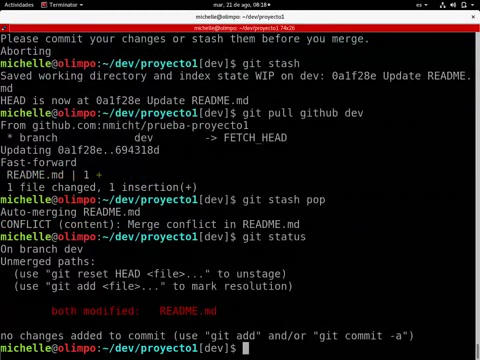 Actividades Terminator mar, 21 de ago, 08:18 es
michelle@olimpo: ~/dev/proyecto1
michelle@olimpo: ~/dev/proyecto1 74x26
Please commit your changes or stash them before you merge.
Aborting
michelle@olimpo:~/dev/proyecto1[dev]$ git stash
Saved working directory and index state WIP on dev: 0a1f28e Update README.
md
HEAD is now at 0a1f28e Update README.md
michelle@olimpo:~/dev/proyecto1[dev]$ git pull github dev
From github.com:nmicht/prueba-proyecto1
 * branch            dev        -> FETCH_HEAD
Updating 0a1f28e..694318d
Fast-forward
 README.md | 1 +
 1 file changed, 1 insertion(+)
michelle@olimpo:~/dev/proyecto1[dev]$ git stash pop
Auto-merging README.md
CONFLICT (content): Merge conflict in README.md
michelle@olimpo:~/dev/proyecto1[dev]$ git status
On branch dev
Unmerged paths:
  (use "git reset HEAD <file>..." to unstage)
  (use "git add <file>..." to mark resolution)
        both modified:   README.md
no changes added to commit (use "git add" and/or "git commit -a")
michelle@olimpo:~/dev/proyecto1[dev]$